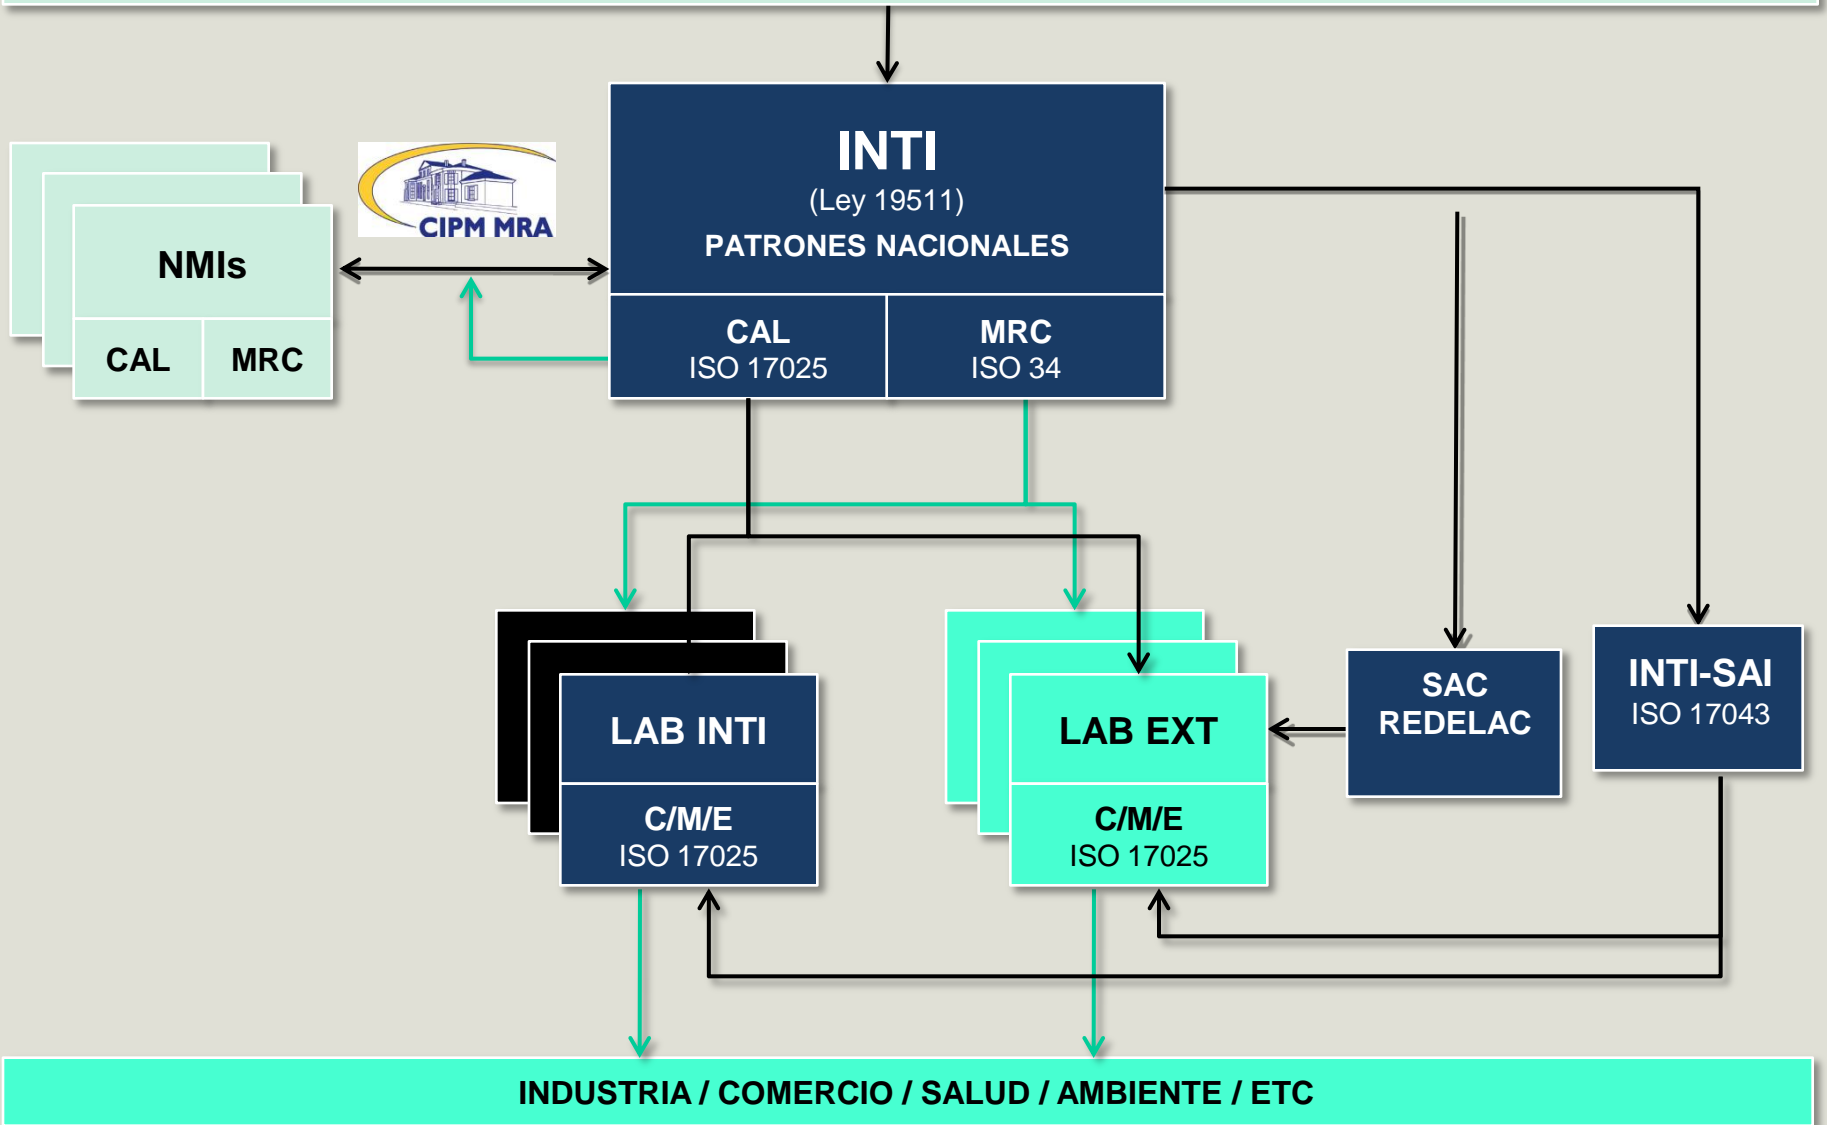 INTI
(Ley 19511)
PATRONES NACIONALES
CAL
ISO 17025
MRC
ISO 34
CIPM MRA
NMIs
CAL
MRC
LAB INTI
C/M/E
ISO 17025
LAB EXT
C/M/E
ISO 17025
SAC
REDELAC
INTI-SAI
ISO 17043
INDUSTRIA / COMERCIO / SALUD / AMBIENTE / ETC